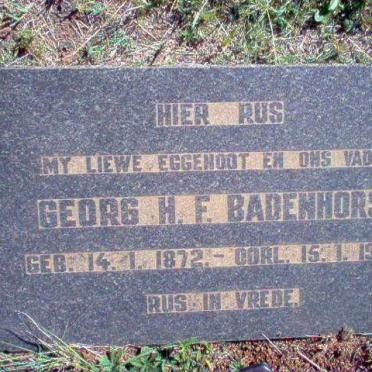 HIER RUS
MY LIEWE EGGENOOT EN ONS VAD
GEORG H. F. BADENHORS
GEB. 14. 1. 1872. - OORL. 15. 1. 19
RUS IN VREDE.